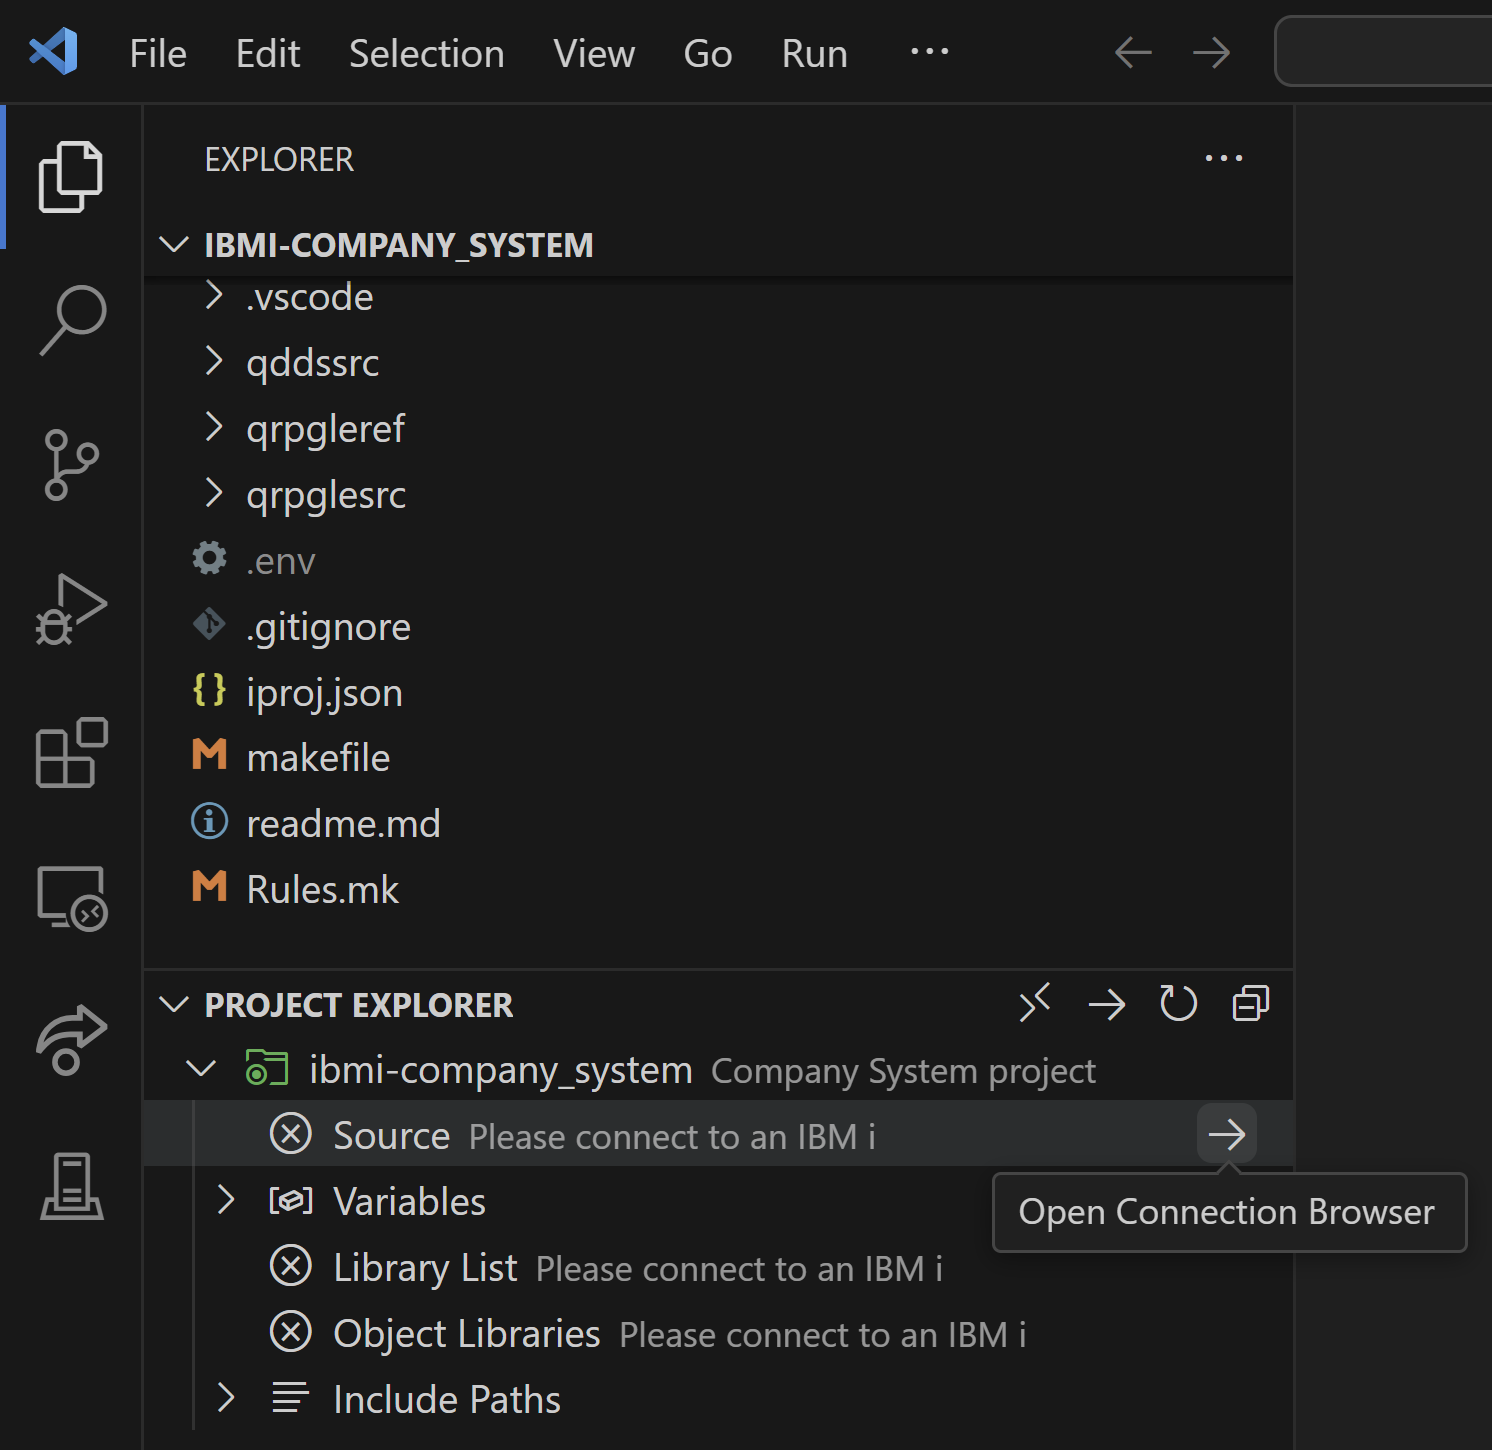 File Edit Selection View Go Run ···
EXPLORER ···
IBMI-COMPANY_SYSTEM
.vscode
qddssrc
qrpgleref
qrpglesrc
.env
.gitignore
iproj.json
makefile
readme.md
Rules.mk
PROJECT EXPLORER
ibmi-company_system Company System project
Source Please connect to an IBM i
Open Connection Browser
Variables
Library List Please connect to an IBM i
Object Libraries Please connect to an IBM i
Include Paths